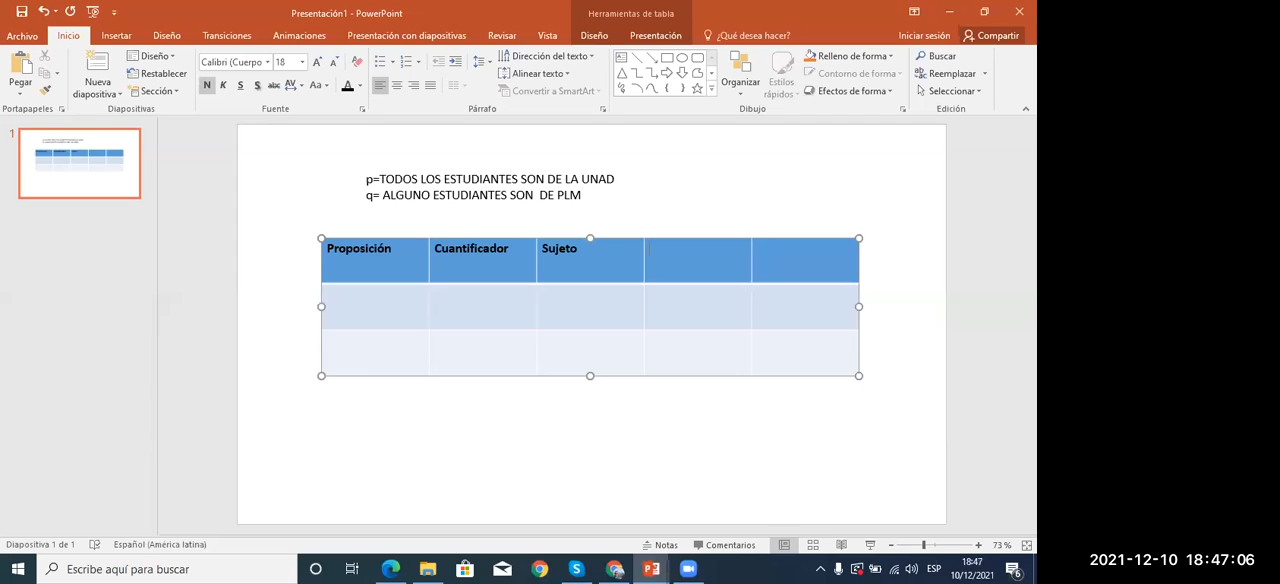 Presentación1 - PowerPoint
Herramientas de tabla
Archivo Inicio Insertar Diseño Transiciones Animaciones Presentación con diapositivas Revisar Vista Diseño Presentación ¿Qué desea hacer? Iniciar sesión Compartir
Pegar
Portapapeles
Nueva diapositiva
Diseño
Restablecer
Sección
Diapositivas
Calibri (Cuerpo 18
N K S S abc AV Aa A
Fuente
Dirección del texto
Alinear texto
Convertir a SmartArt
Párrafo
Organizar
Estilos rápidos
Relleno de forma
Contorno de forma
Efectos de forma
Dibujo
Buscar
Reemplazar
Seleccionar
Edición
1
p=TODOS LOS ESTUDIANTES SON DE LA UNAD
q= ALGUNO ESTUDIANTES SON  DE PLM
Proposición Cuantificador Sujeto
Diapositiva 1 de 1 Español (América latina) Notas Comentarios 73 %
Escribe aquí para buscar
ESP
18:47
10/12/2021
6
2021-12-10 18:47:06